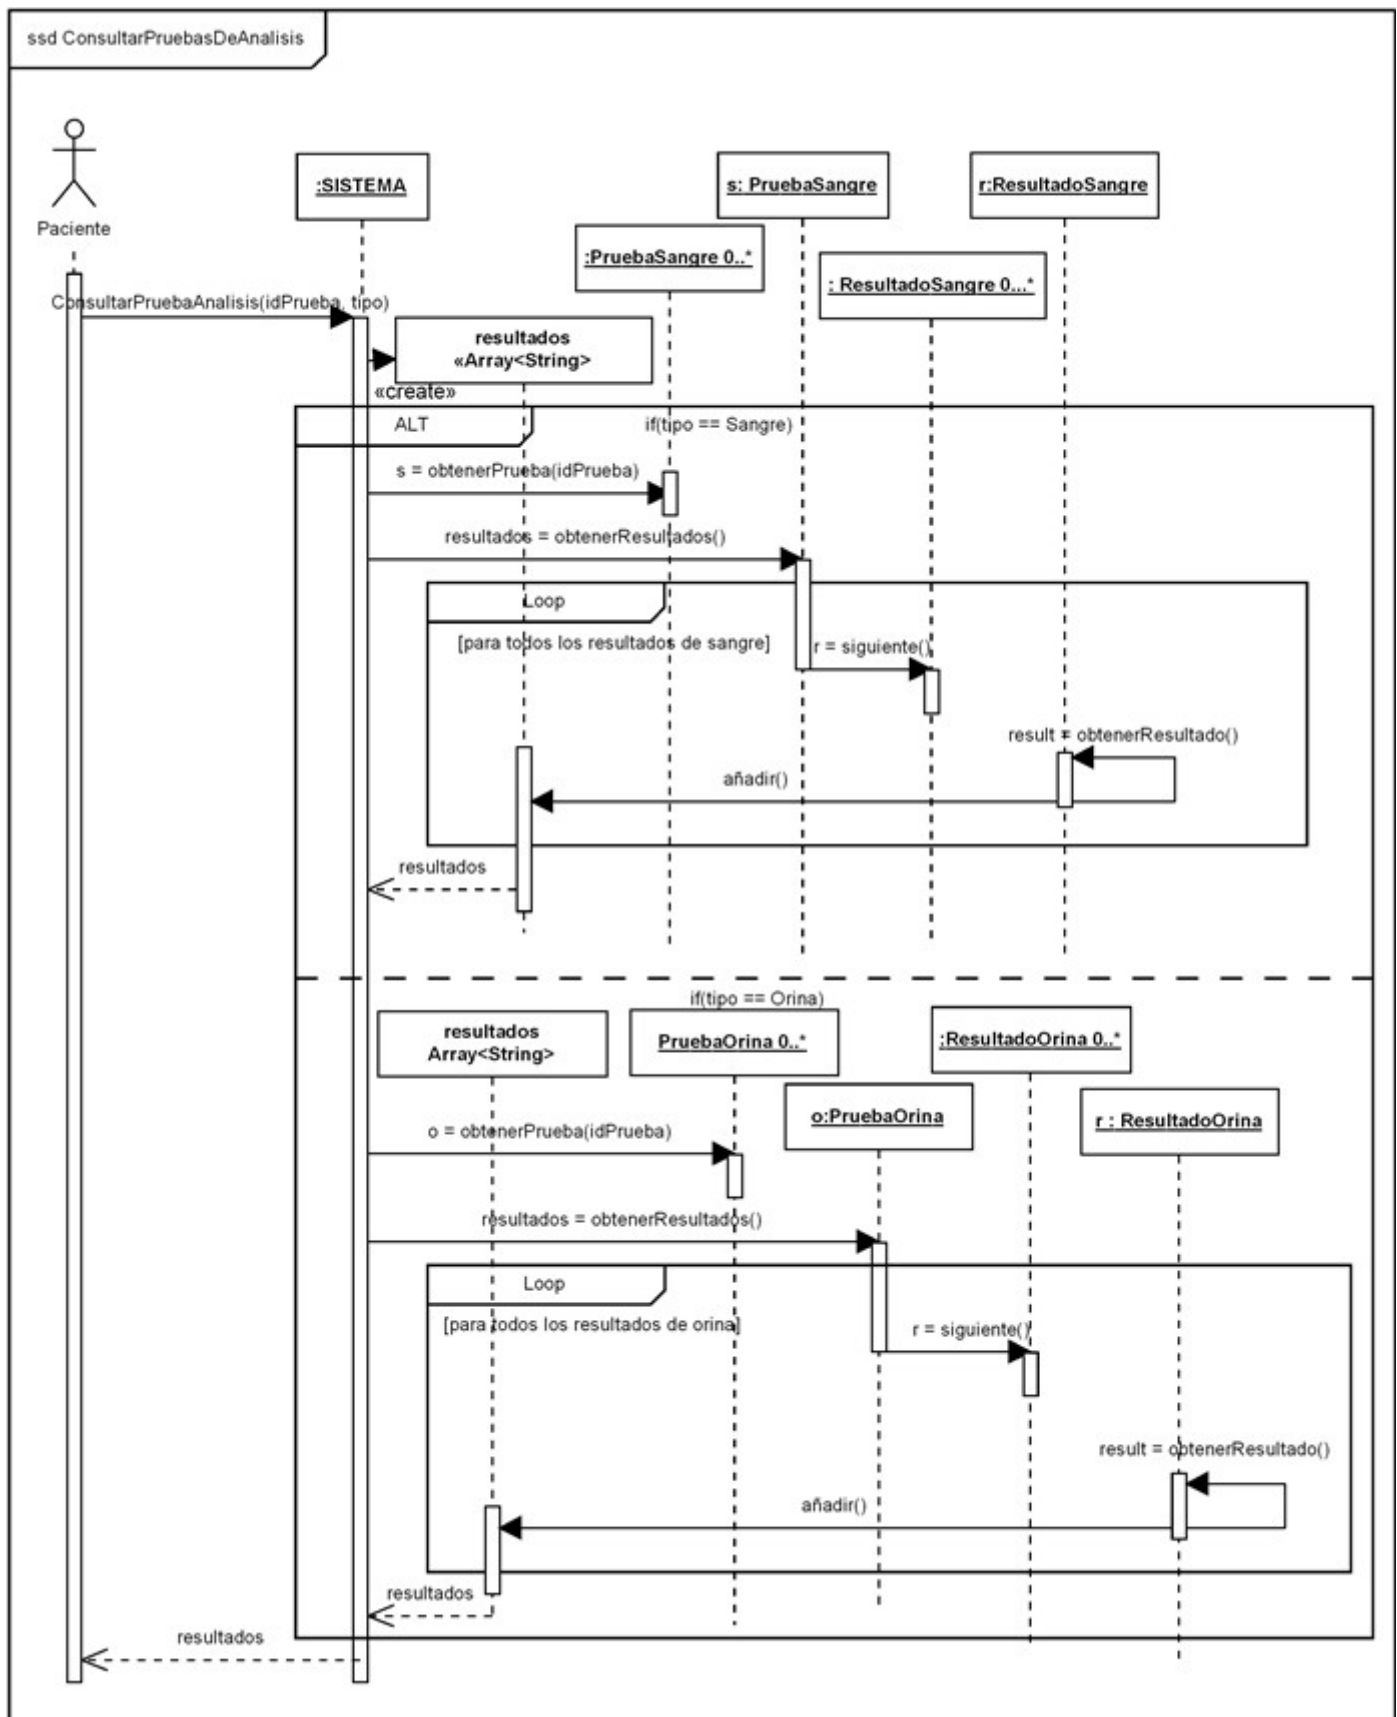 ssd ConsultarPruebasDeAnalisis
Paciente
:SISTEMA
s: PruebaSangre
r:ResultadoSangre
:PruebaSangre 0..*
: ResultadoSangre 0...*
ConsultarPruebaAnalisis(idPrueba, tipo)
resultados
«Array<String>
«create»
ALT
if(tipo == Sangre)
s = obtenerPrueba(idPrueba)
resultados = obtenerResultados()
Loop
[para todos los resultados de sangre]
r = siguiente()
result = obtenerResultado()
añadir()
resultados
if(tipo == Orina)
resultados
Array<String>
PruebaOrina 0..*
:ResultadoOrina 0..*
o:PruebaOrina
r : ResultadoOrina
o = obtenerPrueba(idPrueba)
resultados = obtenerResultados()
Loop
[para todos los resultados de orina]
r = siguiente()
result = obtenerResultado()
añadir()
resultados
resultados